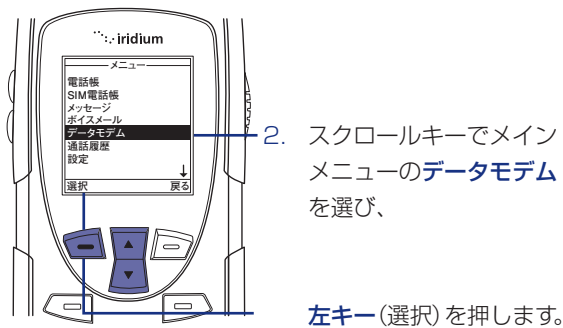 iridium
メニュー
電話帳
SIM電話帳
メッセージ
ボイスメール
データモデム
通話履歴
設定
↓
選択 戻る
2. スクロールキーでメイン
メニューのデータモデム
を選び、
左キー(選択)を押します。